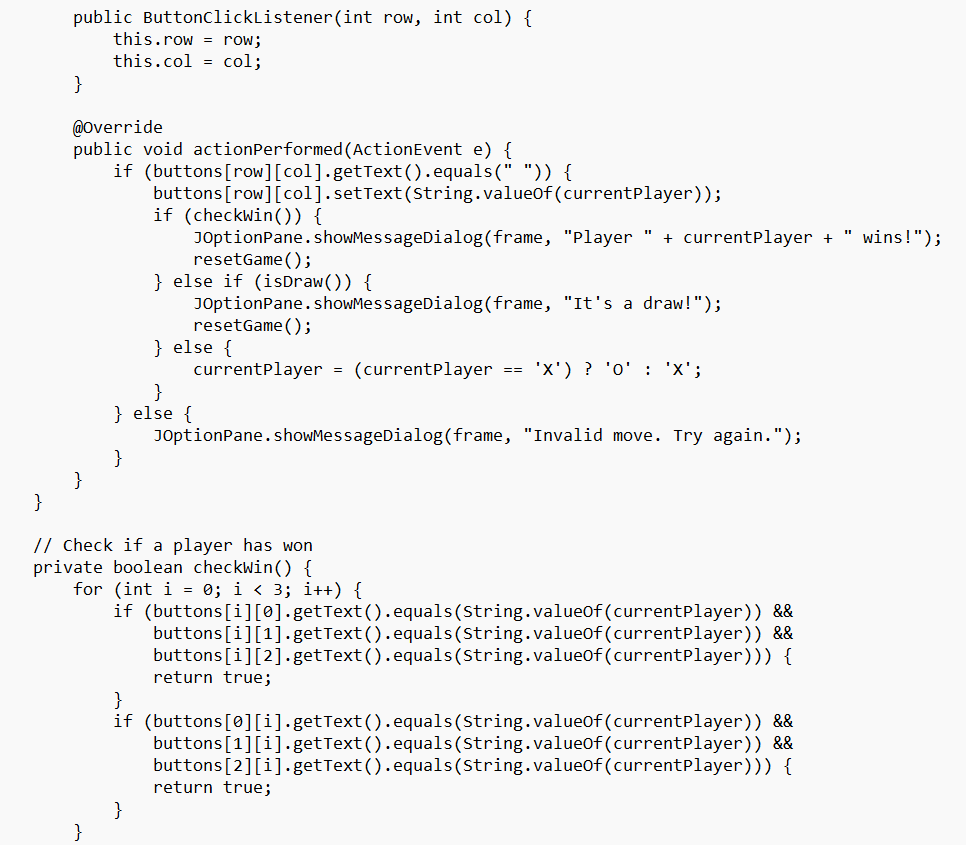 public ButtonClickListener(int row, int col) {
this.row = row;
this.col = col;
}
@Override
public void actionPerformed(ActionEvent e) {
if (buttons[row][col].getText().equals(" ")) {
buttons[row][col].setText(String.valueOf(currentPlayer));
if (checkWin()) {
JOptionPane.showMessageDialog(frame, "Player " + currentPlayer + " wins!");
resetGame();
} else if (isDraw()) {
JOptionPane.showMessageDialog(frame, "It's a draw!");
resetGame();
} else {
currentPlayer = (currentPlayer == 'X') ? 'O' : 'X';
}
} else {
JOptionPane.showMessageDialog(frame, "Invalid move. Try again.");
}
}
}
// Check if a player has won
private boolean checkWin() {
for (int i = 0; i < 3; i++) {
if (buttons[i][0].getText().equals(String.valueOf(currentPlayer)) &&
buttons[i][1].getText().equals(String.valueOf(currentPlayer)) &&
buttons[i][2].getText().equals(String.valueOf(currentPlayer))) {
return true;
}
if (buttons[0][i].getText().equals(String.valueOf(currentPlayer)) &&
buttons[1][i].getText().equals(String.valueOf(currentPlayer)) &&
buttons[2][i].getText().equals(String.valueOf(currentPlayer))) {
return true;
}
}